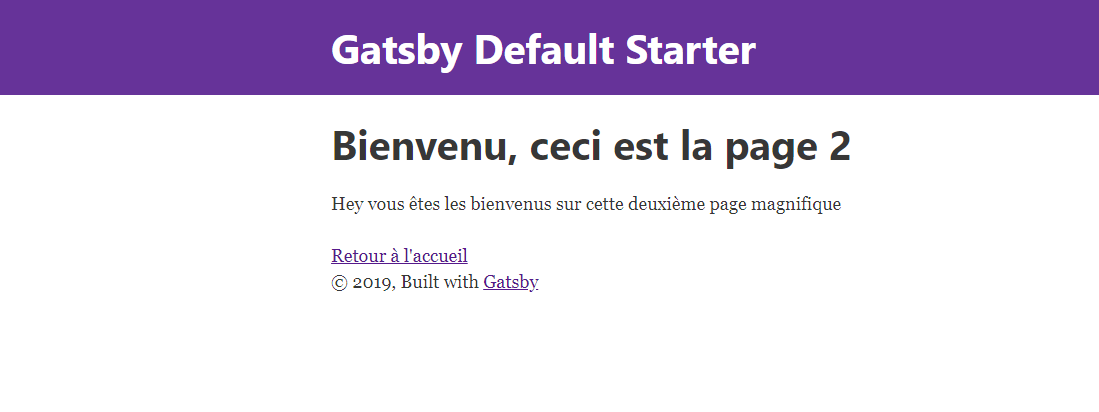 Gatsby Default Starter
Bienvenu, ceci est la page 2
Hey vous êtes les bienvenus sur cette deuxième page magnifique
Retour à l'accueil
© 2019, Built with Gatsby